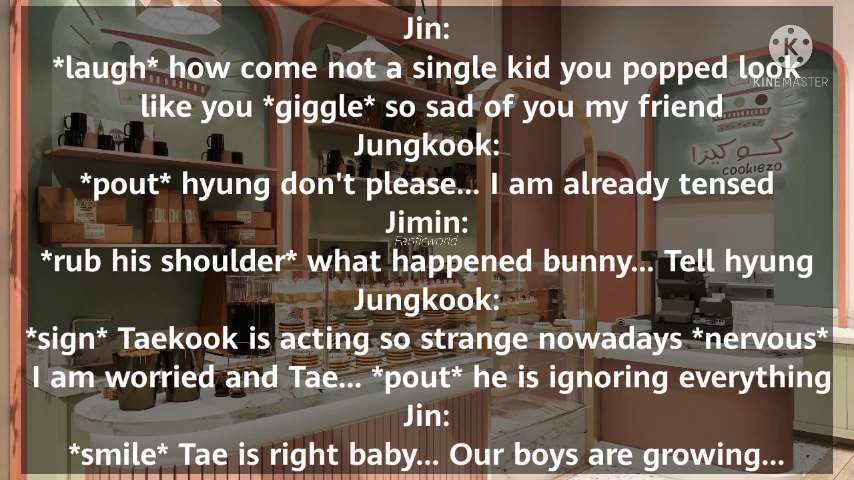 Jin:
*laugh* how come not a single kid you popped look
like you *giggle* so sad of you my friend
Jungkook:
*pout* hyung don't please... I am already tensed
Jimin:
*rub his shoulder* what happened bunny... Tell hyung
Jungkook:
*sign* Taekook is acting so strange nowadays *nervous*
I am worried and Tae... *pout* he is ignoring everything
Jin:
*smile* Tae is right baby... Our boys are growing...
Fanficworld
K
KINEMASTER
كوكيزا
cookiezo